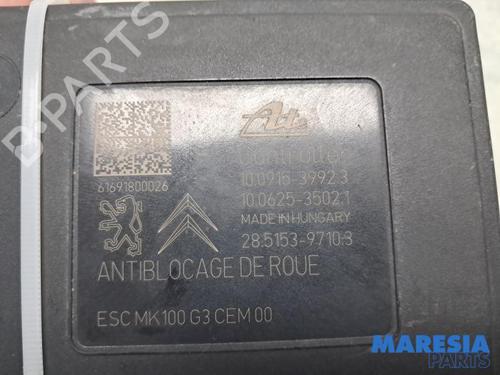 Ate
Controller
10.0915-3992.3
61691800026
10.0625-3502.1
MADE IN HUNGARY
28.5153-9710.3
ANTIBLOCAGE DE ROUE
ESC MK100 G3 CEM 00
B-PARTS
MARESIA
PARTS